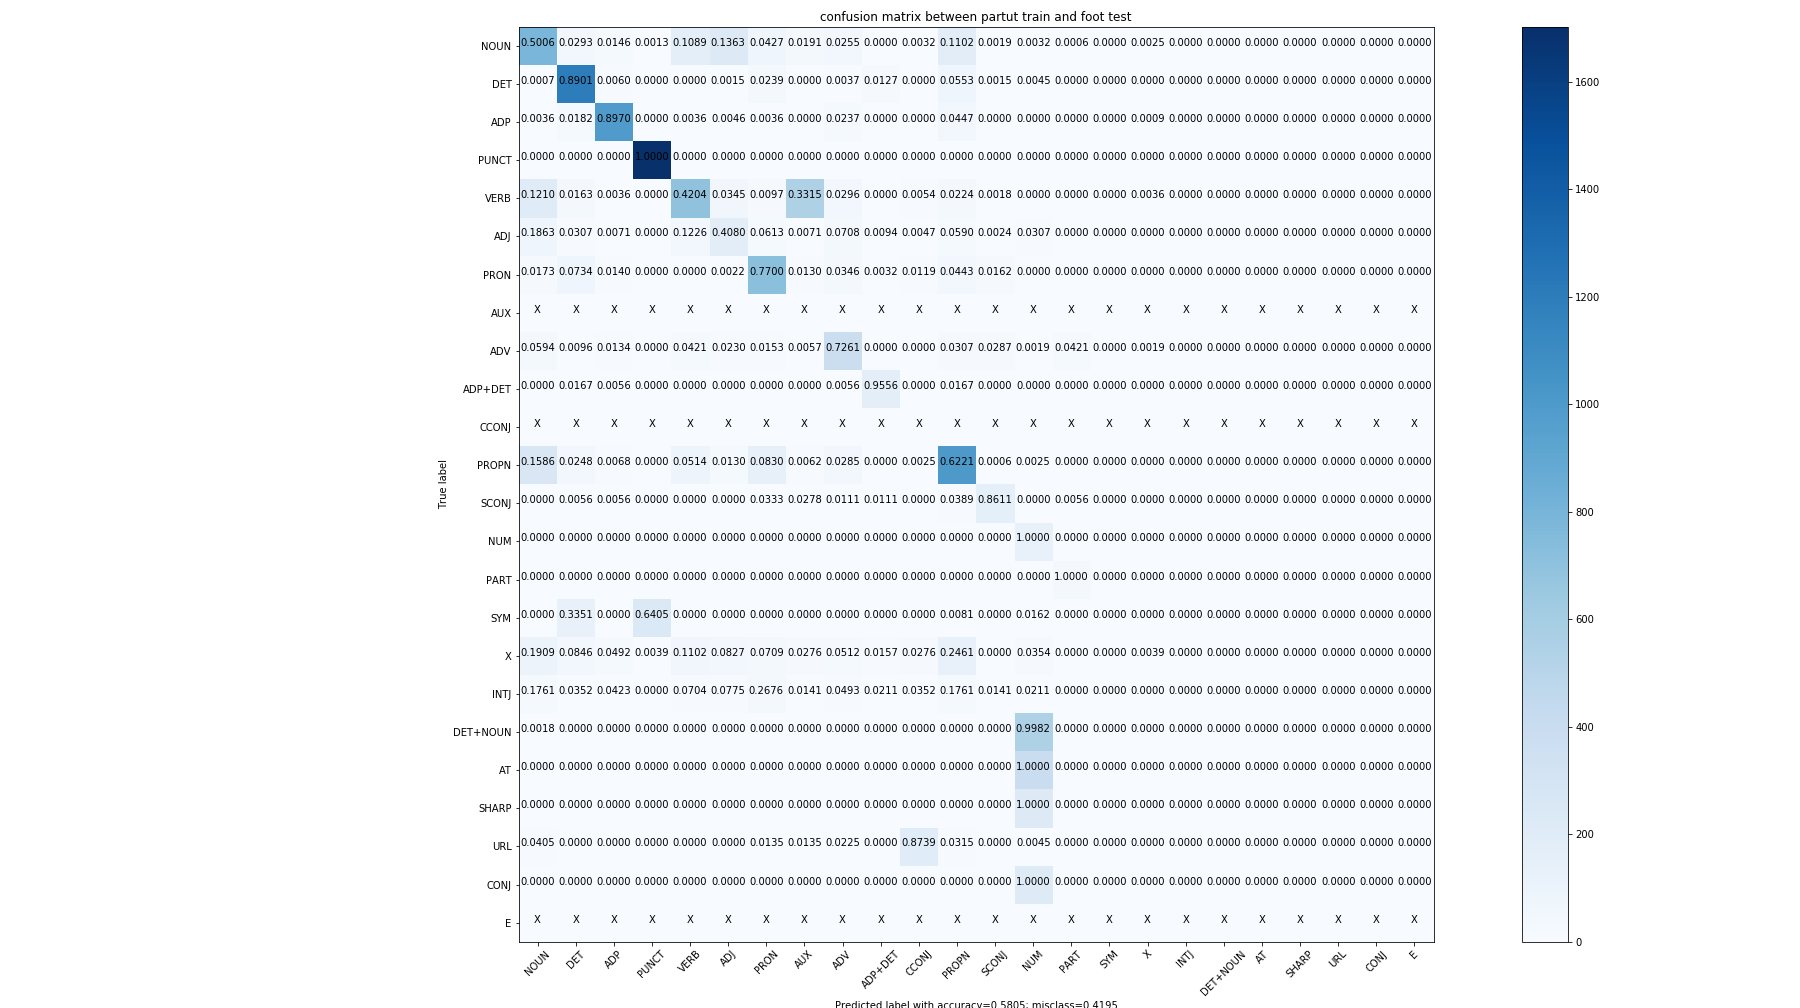 confusion matrix between partut train and foot test
NOUN 0.5006 0.0293 0.0146 0.0013 0.1089 0.1363 0.0427 0.0191 0.0255 0.0000 0.0032 0.1102 0.0019 0.0032 0.0006 0.0000 0.0025 0.0000 0.0000 0.0000 0.0000 0.0000 0.0000 0.0000
DET 0.0007 0.8901 0.0060 0.0000 0.0000 0.0015 0.0239 0.0000 0.0037 0.0127 0.0000 0.0553 0.0015 0.0045 0.0000 0.0000 0.0000 0.0000 0.0000 0.0000 0.0000 0.0000 0.0000 0.0000
ADP 0.0036 0.0182 0.8970 0.0000 0.0036 0.0046 0.0036 0.0000 0.0237 0.0000 0.0000 0.0447 0.0000 0.0000 0.0009 0.0000 0.0000 0.0000 0.0000 0.0000 0.0000 0.0000 0.0000 0.0000
PUNCT 0.0000 0.0000 0.0000 1.0000 0.0000 0.0000 0.0000 0.0000 0.0000 0.0000 0.0000 0.0000 0.0000 0.0000 0.0000 0.0000 0.0000 0.0000 0.0000 0.0000 0.0000 0.0000 0.0000 0.0000
VERB 0.1210 0.0163 0.0036 0.0000 0.4204 0.0345 0.0097 0.3315 0.0296 0.0000 0.0054 0.0224 0.0018 0.0000 0.0000 0.0000 0.0036 0.0000 0.0000 0.0000 0.0000 0.0000 0.0000 0.0000
ADJ 0.1863 0.0307 0.0071 0.0000 0.1226 0.4080 0.0613 0.0071 0.0708 0.0094 0.0047 0.0590 0.0024 0.0307 0.0000 0.0000 0.0000 0.0000 0.0000 0.0000 0.0000 0.0000 0.0000 0.0000
PRON 0.0173 0.0734 0.0140 0.0000 0.0000 0.0022 0.7700 0.0130 0.0346 0.0032 0.0119 0.0443 0.0162 0.0000 0.0000 0.0000 0.0000 0.0000 0.0000 0.0000 0.0000 0.0000 0.0000 0.0000
AUX X X X X X X X X X X X X X X X X X X X X X X X X
ADV 0.0594 0.0096 0.0134 0.0000 0.0421 0.0230 0.0153 0.0057 0.7261 0.0000 0.0000 0.0307 0.0287 0.0019 0.0421 0.0000 0.0019 0.0000 0.0000 0.0000 0.0000 0.0000 0.0000 0.0000
ADP+DET 0.0000 0.0167 0.0056 0.0000 0.0000 0.0000 0.0000 0.0000 0.0056 0.9556 0.0000 0.0167 0.0000 0.0000 0.0000 0.0000 0.0000 0.0000 0.0000 0.0000 0.0000 0.0000 0.0000 0.0000
CCONJ X X X X X X X X X X X X X X X X X X X X X X X X
PROPN 0.1586 0.0248 0.0068 0.0000 0.0514 0.0130 0.0830 0.0062 0.0285 0.0000 0.0025 0.6221 0.0006 0.0025 0.0000 0.0000 0.0000 0.0000 0.0000 0.0000 0.0000 0.0000 0.0000 0.0000
SCONJ 0.0000 0.0056 0.0056 0.0000 0.0000 0.0000 0.0333 0.0278 0.0111 0.0111 0.0000 0.0389 0.8611 0.0000 0.0056 0.0000 0.0000 0.0000 0.0000 0.0000 0.0000 0.0000 0.0000 0.0000
NUM 0.0000 0.0000 0.0000 0.0000 0.0000 0.0000 0.0000 0.0000 0.0000 0.0000 0.0000 0.0000 0.0000 1.0000 0.0000 0.0000 0.0000 0.0000 0.0000 0.0000 0.0000 0.0000 0.0000 0.0000
PART 0.0000 0.0000 0.0000 0.0000 0.0000 0.0000 0.0000 0.0000 0.0000 0.0000 0.0000 0.0000 0.0000 0.0000 1.0000 0.0000 0.0000 0.0000 0.0000 0.0000 0.0000 0.0000 0.0000 0.0000
SYM 0.0000 0.3351 0.0000 0.6405 0.0000 0.0000 0.0000 0.0000 0.0000 0.0000 0.0000 0.0081 0.0000 0.0162 0.0000 0.0000 0.0000 0.0000 0.0000 0.0000 0.0000 0.0000 0.0000 0.0000
X 0.1909 0.0846 0.0492 0.0039 0.1102 0.0827 0.0709 0.0276 0.0512 0.0157 0.0276 0.2461 0.0000 0.0354 0.0000 0.0000 0.0039 0.0000 0.0000 0.0000 0.0000 0.0000 0.0000 0.0000
INTJ 0.1761 0.0352 0.0423 0.0000 0.0704 0.0775 0.2676 0.0141 0.0493 0.0211 0.0352 0.1761 0.0141 0.0211 0.0000 0.0000 0.0000 0.0000 0.0000 0.0000 0.0000 0.0000 0.0000 0.0000
DET+NOUN 0.0018 0.0000 0.0000 0.0000 0.0000 0.0000 0.0000 0.0000 0.0000 0.0000 0.0000 0.0000 0.0000 0.9982 0.0000 0.0000 0.0000 0.0000 0.0000 0.0000 0.0000 0.0000 0.0000 0.0000
AT 0.0000 0.0000 0.0000 0.0000 0.0000 0.0000 0.0000 0.0000 0.0000 0.0000 0.0000 0.0000 0.0000 1.0000 0.0000 0.0000 0.0000 0.0000 0.0000 0.0000 0.0000 0.0000 0.0000 0.0000
SHARP 0.0000 0.0000 0.0000 0.0000 0.0000 0.0000 0.0000 0.0000 0.0000 0.0000 0.0000 0.0000 0.0000 1.0000 0.0000 0.0000 0.0000 0.0000 0.0000 0.0000 0.0000 0.0000 0.0000 0.0000
URL 0.0405 0.0000 0.0000 0.0000 0.0000 0.0000 0.0135 0.0135 0.0225 0.0000 0.8739 0.0315 0.0000 0.0045 0.0000 0.0000 0.0000 0.0000 0.0000 0.0000 0.0000 0.0000 0.0000 0.0000
CONJ 0.0000 0.0000 0.0000 0.0000 0.0000 0.0000 0.0000 0.0000 0.0000 0.0000 0.0000 0.0000 0.0000 1.0000 0.0000 0.0000 0.0000 0.0000 0.0000 0.0000 0.0000 0.0000 0.0000 0.0000
E X X X X X X X X X X X X X X X X X X X X X X X X
True label
NOUN DET ADP PUNCT VERB ADJ PRON AUX ADV ADP+DET CCONJ PROPN SCONJ NUM PART SYM X INTJ DET+NOUN AT SHARP URL CONJ E
Predicted label with accuracy=0.5805; misclass=0.4195
1600
1400
1200
1000
800
600
400
200
0